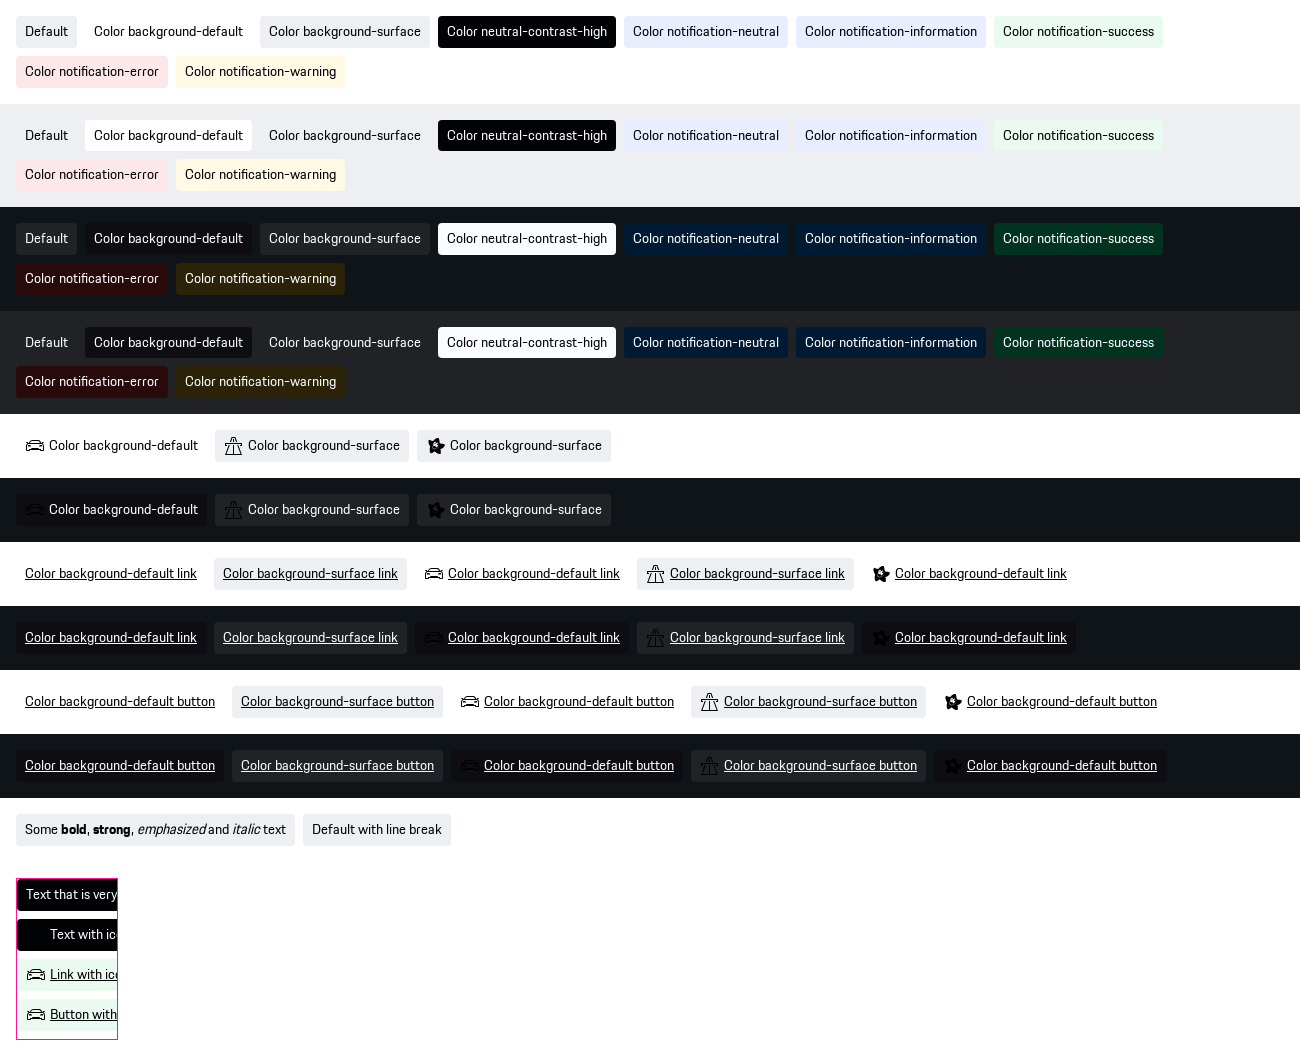 Default Color background-default Color background-surface Color neutral-contrast-high Color notification-neutral Color notification-information Color notification-success
Color notification-error Color notification-warning
Default Color background-default Color background-surface Color neutral-contrast-high Color notification-neutral Color notification-information Color notification-success
Color notification-error Color notification-warning
Default Color background-default Color background-surface Color neutral-contrast-high Color notification-neutral Color notification-information Color notification-success
Color notification-error Color notification-warning
Default Color background-default Color background-surface Color neutral-contrast-high Color notification-neutral Color notification-information Color notification-success
Color notification-error Color notification-warning
Color background-default Color background-surface Color background-surface
Color background-default Color background-surface Color background-surface
Color background-default link Color background-surface link Color background-default link Color background-surface link Color background-default link
Color background-default link Color background-surface link Color background-default link Color background-surface link Color background-default link
Color background-default button Color background-surface button Color background-default button Color background-surface button Color background-default button
Color background-default button Color background-surface button Color background-default button Color background-surface button Color background-default button
Some bold, strong, emphasized and italic text Default with line break
Text that is very
Text with
Link with
Button with